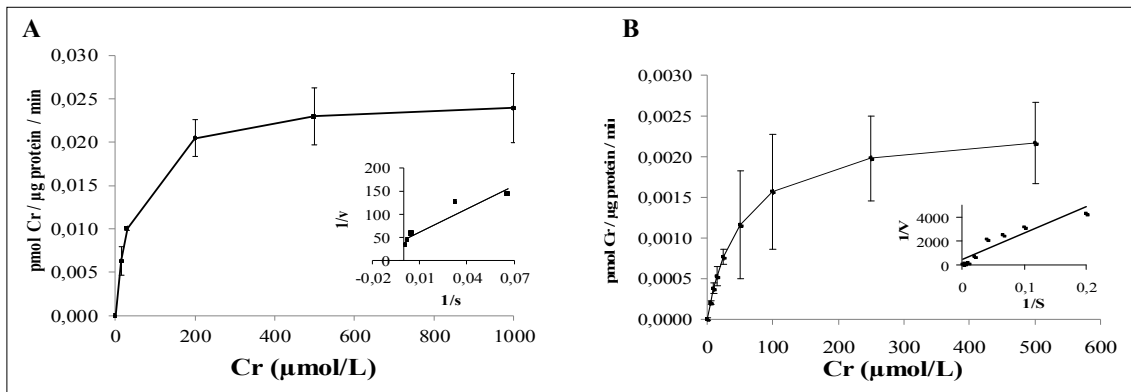 A
pmol Cr / µg protein / min
0,030
0,025
0,020
0,015
0,010
0,005
0,000
0 200 400 600 800 1000
Cr (µmol/L)
1/v
200
150
100
50
0
-0,02 0,01 0,04 0,07
1/s
B
pmol Cr / µg protein / min
0,0030
0,0025
0,0020
0,0015
0,0010
0,0005
0,0000
0 100 200 300 400 500 600
Cr (µmol/L)
1/V
4000
2000
0
0 0,1 0,2
1/S